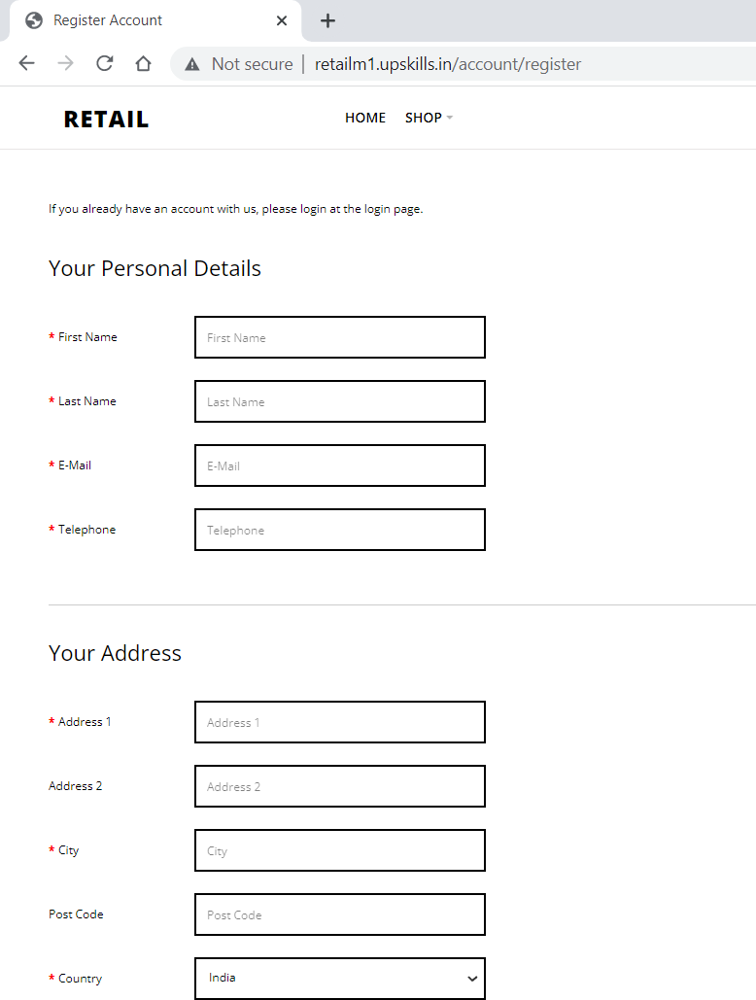 Register Account
Not secure | retailm1.upskills.in/account/register
RETAIL HOME SHOP
If you already have an account with us, please login at the login page.
Your Personal Details
* First Name First Name
* Last Name Last Name
* E-Mail E-Mail
* Telephone Telephone
Your Address
* Address 1 Address 1
Address 2 Address 2
* City City
Post Code Post Code
* Country India